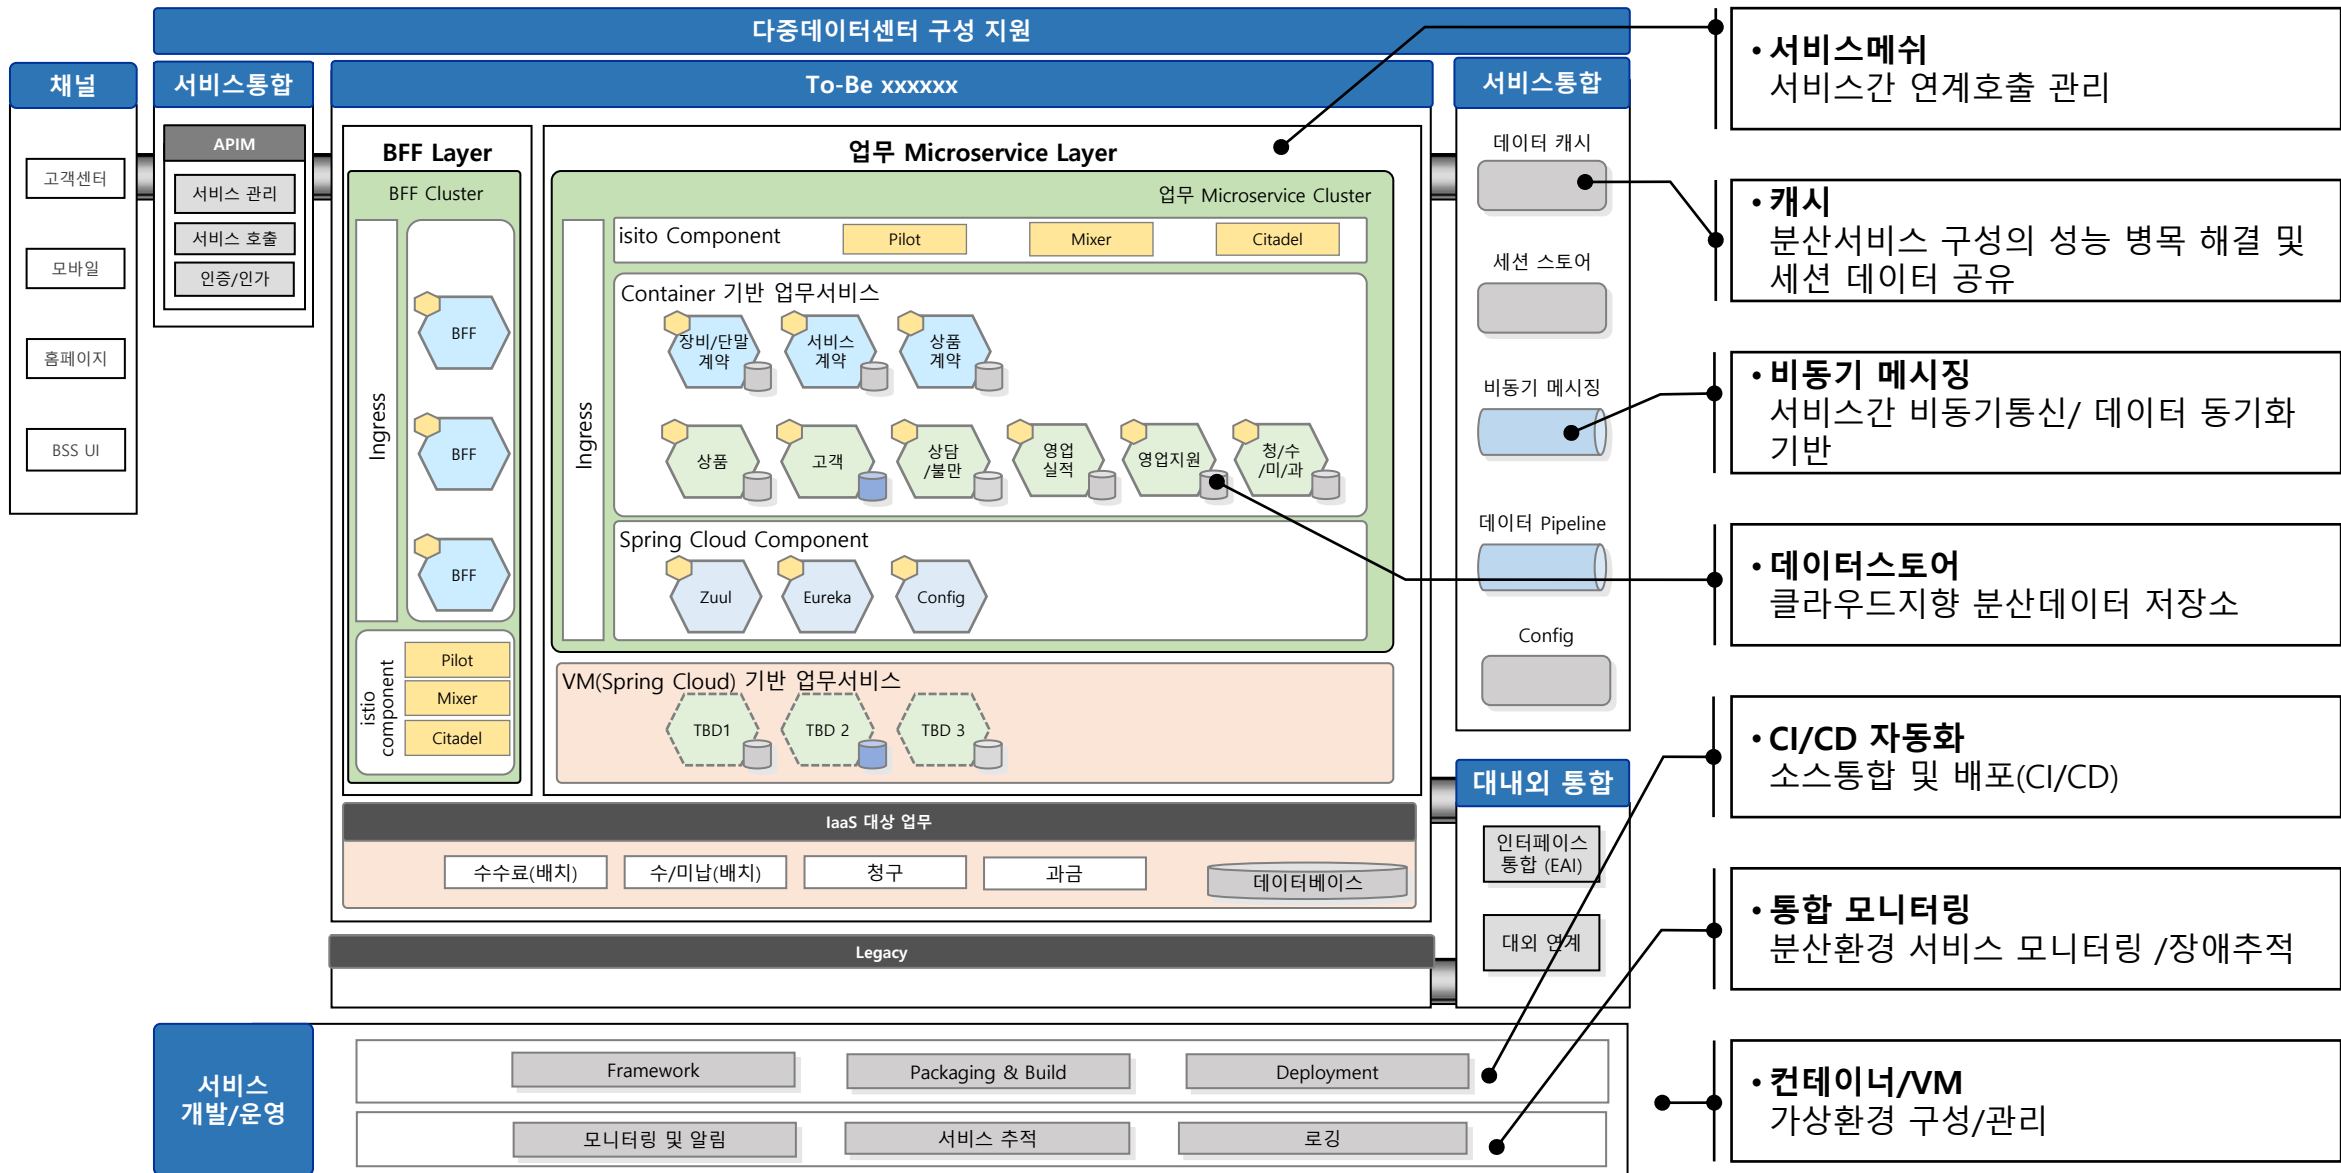 다중데이터센터 구성 지원
채널
고객센터
모바일
홈페이지
BSS UI
서비스통합
APIM
서비스 관리
서비스 호출
인증/인가
To-Be xxxxxx
BFF Layer
BFF Cluster
Ingress
BFF
BFF
BFF
istio
component
Pilot
Mixer
Citadel
업무 Microservice Layer
업무 Microservice Cluster
Ingress
isito Component
Pilot
Mixer
Citadel
Container 기반 업무서비스
장비/단말
계약
서비스
계약
상품
계약
상품
고객
상담
/불만
영업
실적
영업지원
청/수
/미/과
Spring Cloud Component
Zuul
Eureka
Config
VM(Spring Cloud) 기반 업무서비스
TBD1
TBD 2
TBD 3
IaaS 대상 업무
수수료(배치)
수/미납(배치)
청구
과금
데이터베이스
Legacy
서비스통합
데이터 캐시
세션 스토어
비동기 메시징
데이터 Pipeline
Config
대내외 통합
인터페이스
통합 (EAI)
대외 연계
서비스
개발/운영
Framework
Packaging & Build
Deployment
모니터링 및 알림
서비스 추적
로깅
• 서비스메쉬
서비스간 연계호출 관리
• 캐시
분산서비스 구성의 성능 병목 해결 및
세션 데이터 공유
• 비동기 메시징
서비스간 비동기통신/ 데이터 동기화
기반
• 데이터스토어
클라우드지향 분산데이터 저장소
• CI/CD 자동화
소스통합 및 배포(CI/CD)
• 통합 모니터링
분산환경 서비스 모니터링 /장애추적
• 컨테이너/VM
가상환경 구성/관리